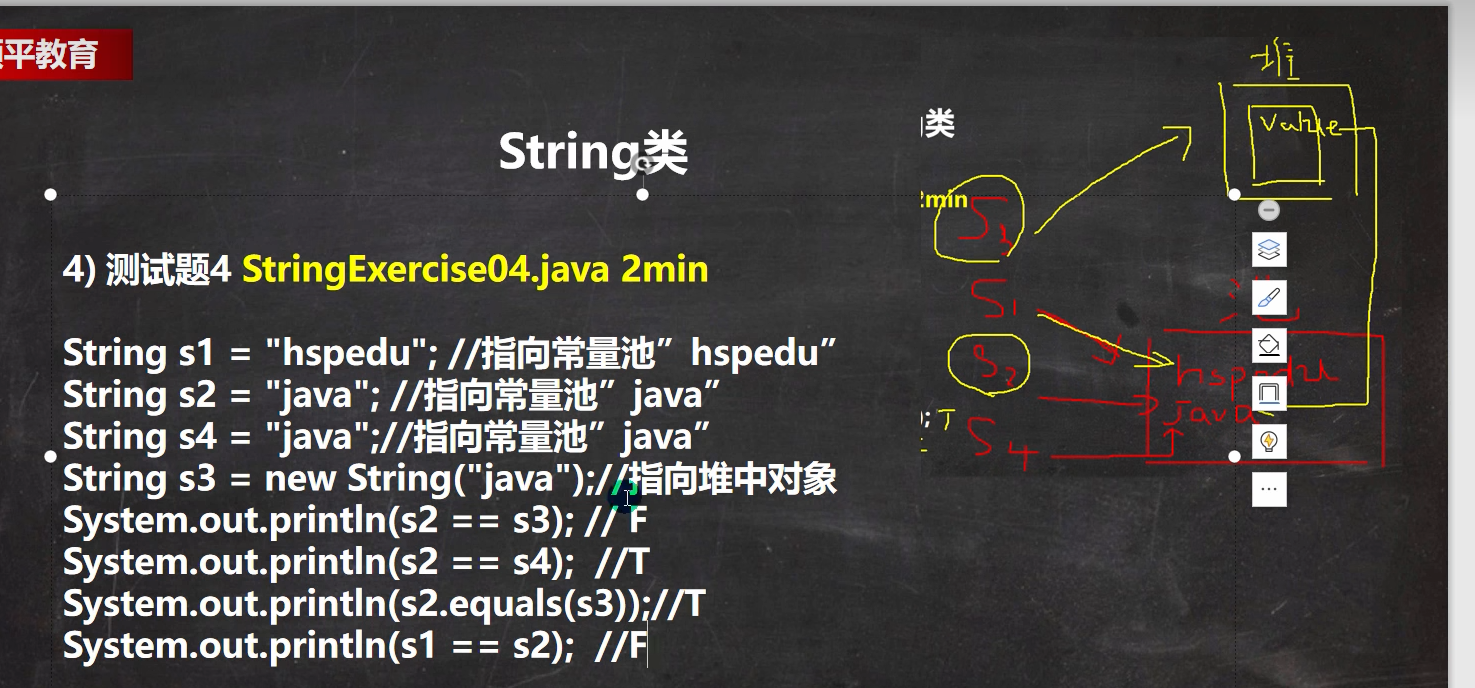 平教育
String类
4) 测试题4 StringExercise04.java 2min
String s1 = "hspedu"; //指向常量池”hspedu”
String s2 = "java"; //指向常量池”java”
String s4 = "java";//指向常量池”java”
String s3 = new String("java");//指向堆中对象
System.out.println(s2 == s3); // F
System.out.println(s2 == s4);  //T
System.out.println(s2.equals(s3));//T
System.out.println(s1 == s2);  //F
堆
value
类
2min
S3
S1
S2
hspedu
java
); T
S4